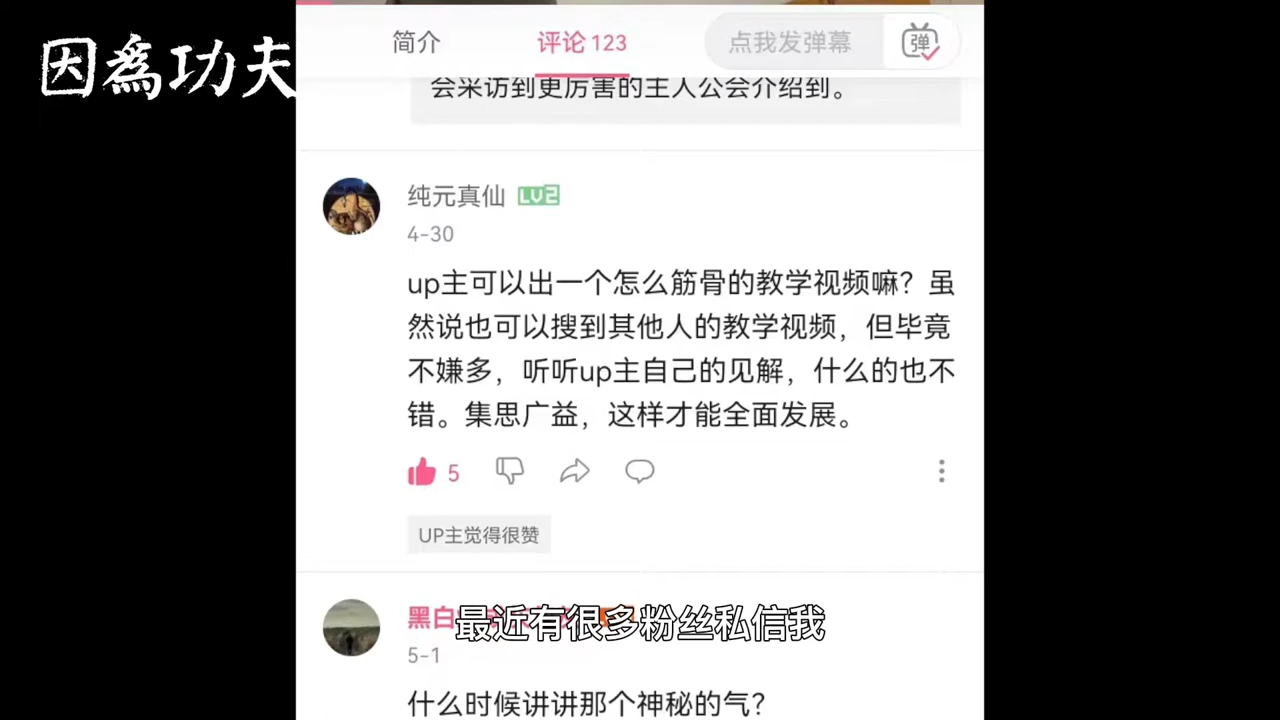 因為功夫
简介
评论 123
点我发弹幕
弹
会采访到更厉害的主人公会介绍到。
纯元真仙 LV2
4-30
up主可以出一个怎么筋骨的教学视频嘛？虽
然说也可以搜到其他人的教学视频，但毕竟
不嫌多，听听up主自己的见解，什么的也不
错。集思广益，这样才能全面发展。
5
UP主觉得很赞
黑白
最近有很多粉丝私信我
5-1
什么时候讲讲那个神秘的气？